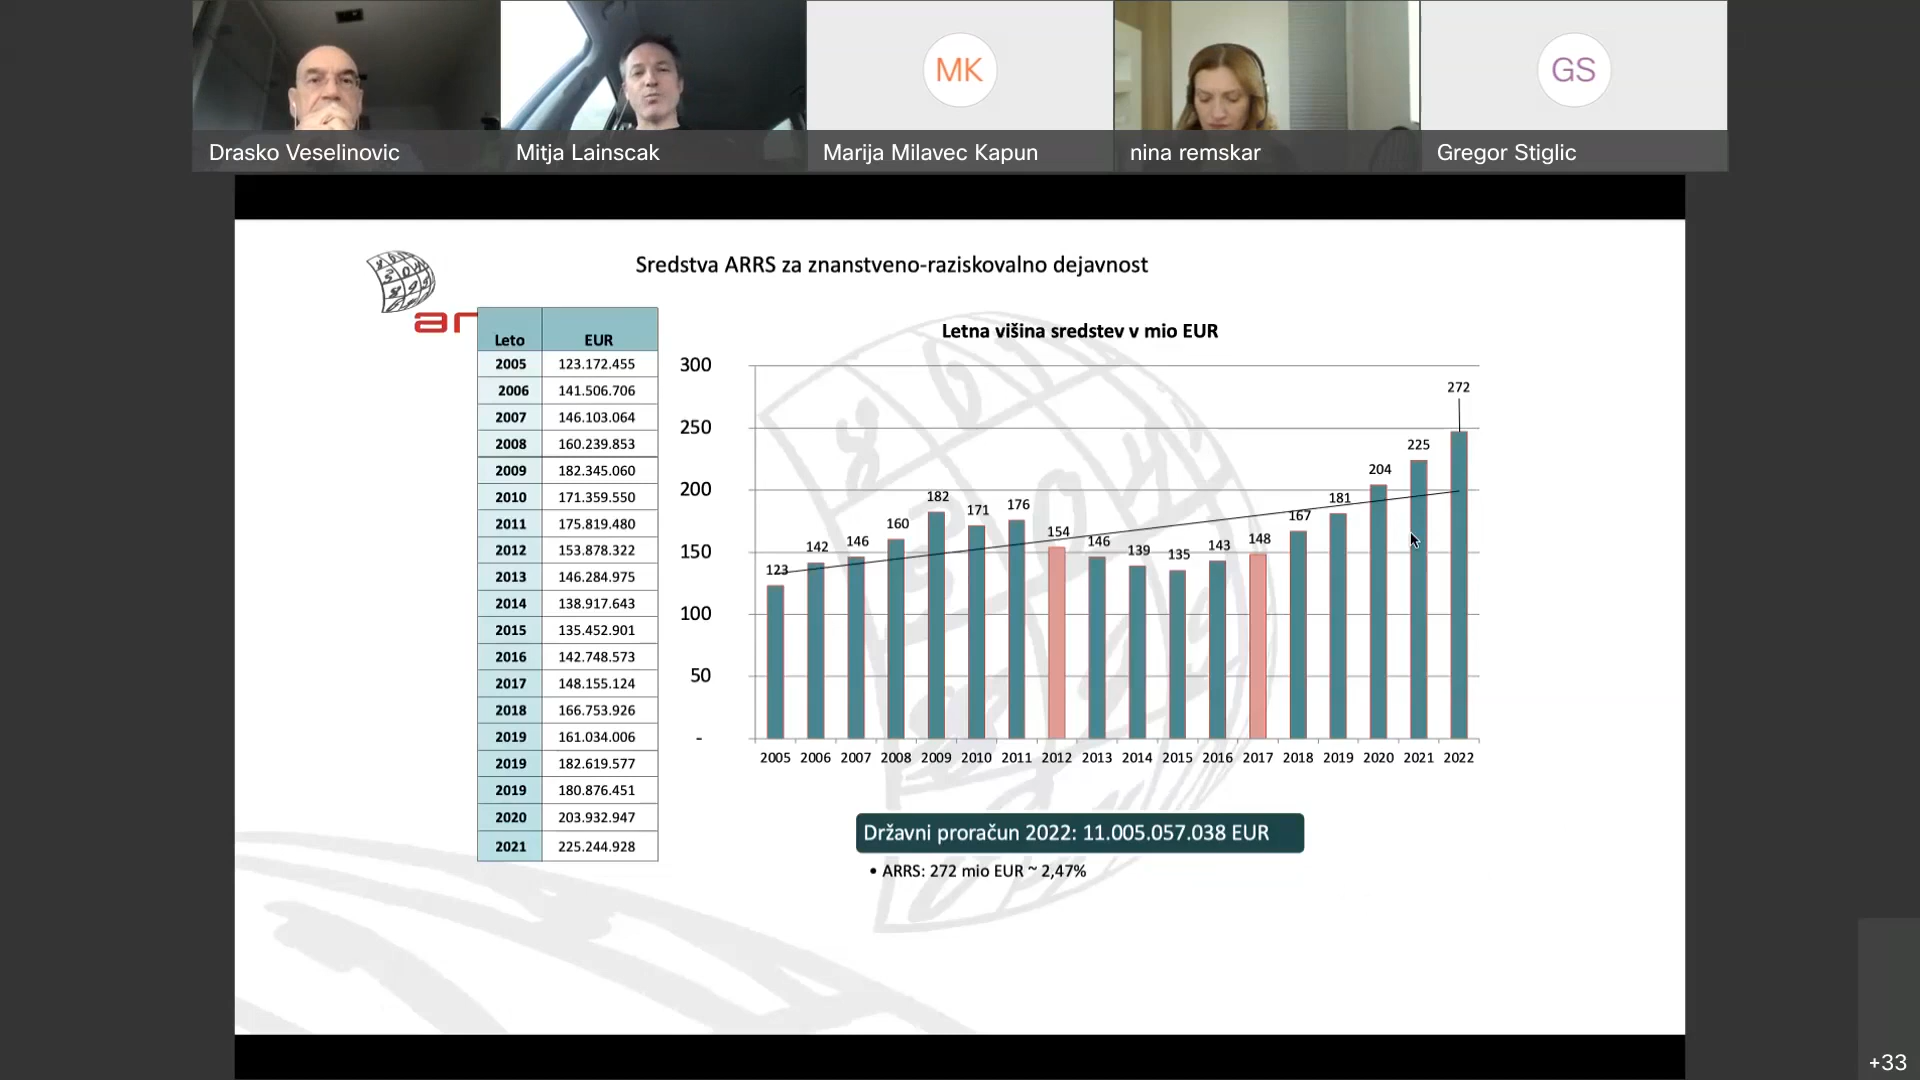 MK
GS
Drasko Veselinovic
Mitja Lainscak
Marija Milavec Kapun
nina remskar
Gregor Stiglic
Sredstva ARRS za znanstveno-raziskovalno dejavnost
ar
Leto EUR
2005 123.172.455
2006 141.506.706
2007 146.103.064
2008 160.239.853
2009 182.345.060
2010 171.359.550
2011 175.819.480
2012 153.878.322
2013 146.284.975
2014 138.917.643
2015 135.452.901
2016 142.748.573
2017 148.155.124
2018 166.753.926
2019 161.034.006
2019 182.619.577
2019 180.876.451
2020 203.932.947
2021 225.244.928
Letna višina sredstev v mio EUR
300
250
200
150
100
50
-
123 142 146 160 182 171 176 154 146 139 135 143 148 167 181 204 225 272
2005 2006 2007 2008 2009 2010 2011 2012 2013 2014 2015 2016 2017 2018 2019 2020 2021 2022
Državni proračun 2022: 11.005.057.038 EUR
• ARRS: 272 mio EUR ~ 2,47%
+33